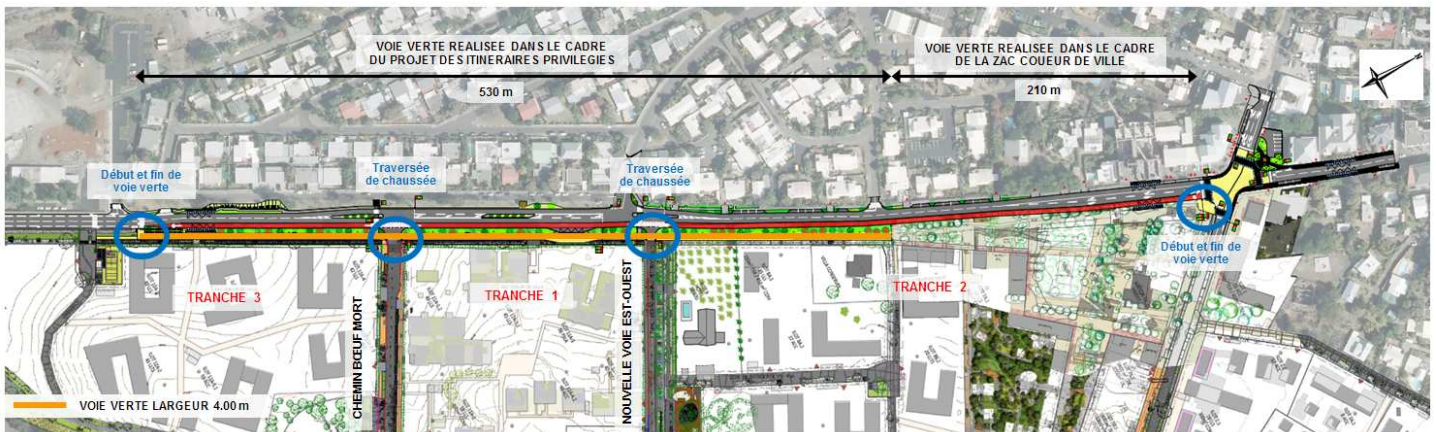 VOIE VERTE REALISEE DANS LE CADRE
DU PROJET DES ITINERAIRES PRIVILEGIES
530 m
VOIE VERTE REALISEE DANS LE CADRE
DE LA ZAC COUEUR DE VILLE
210 m
Début et fin de
voie verte
Traversée
de chaussée
Traversée
de chaussée
Début et fin de
voie verte
TRANCHE 3
CHEMIN BŒUF MORT
TRANCHE 1
NOUVELLE VOIE EST-OUEST
TRANCHE 2
VOIE VERTE LARGEUR 4.00 m